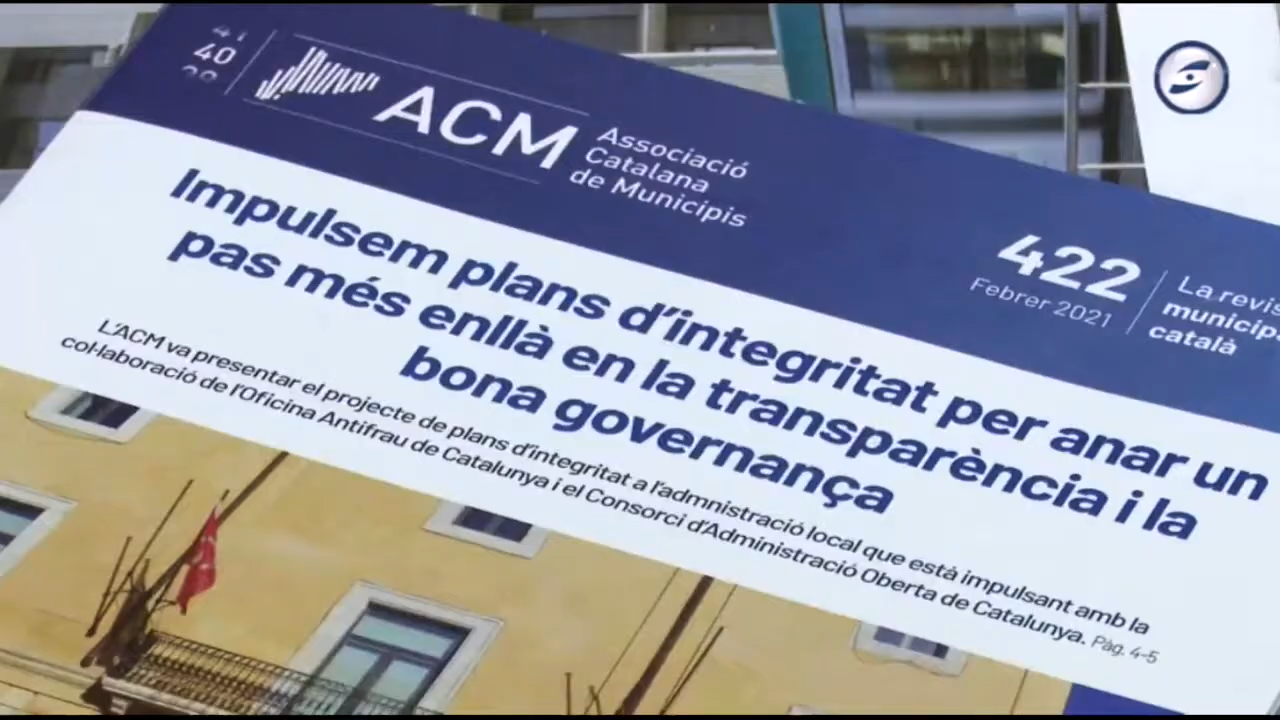 40
ACM
Associació
Catalana
de Municipis
422
Febrer 2021
La
municip
català
Impulsem plans d'integritat per anar un
pas més enllà en la transparència i la
bona governança
L'ACM va presentar el projecte de plans d'integritat a l'admnistració local que està impulsant amb la
col·laboració de l'Oficina Antifrau de Catalunya i el Consorci d'Administració Oberta de Catalunya. Pàg. 4-5